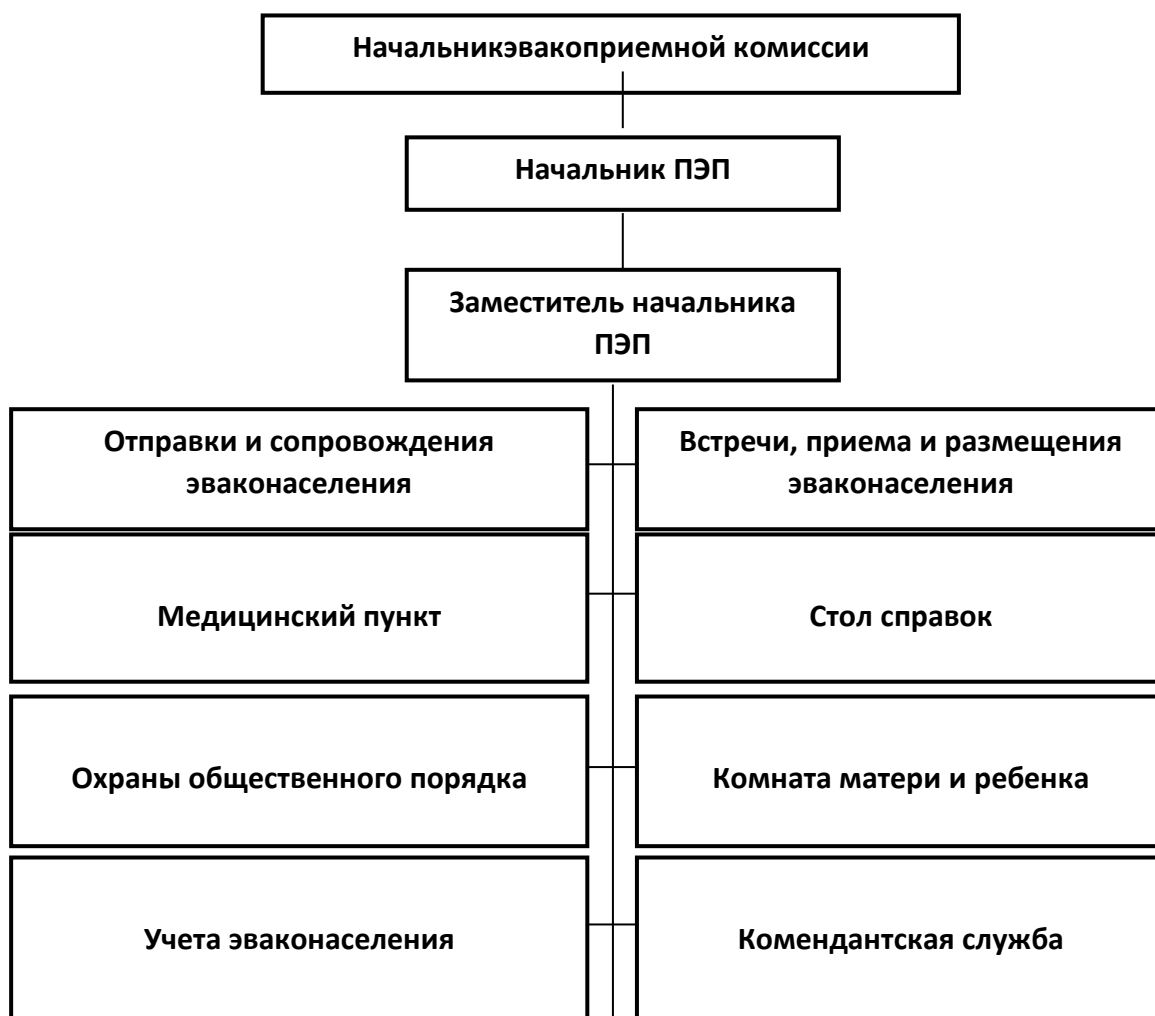 Начальникэвакоприемной комиссии
Начальник ПЭП
Заместитель начальника
ПЭП
Отправки и сопровождения
эваконаселения
Встречи, приема и размещения
эваконаселения
Медицинский пункт
Стол справок
Охраны общественного порядка
Комната матери и ребенка
Учета эваконаселения
Комендантская служба